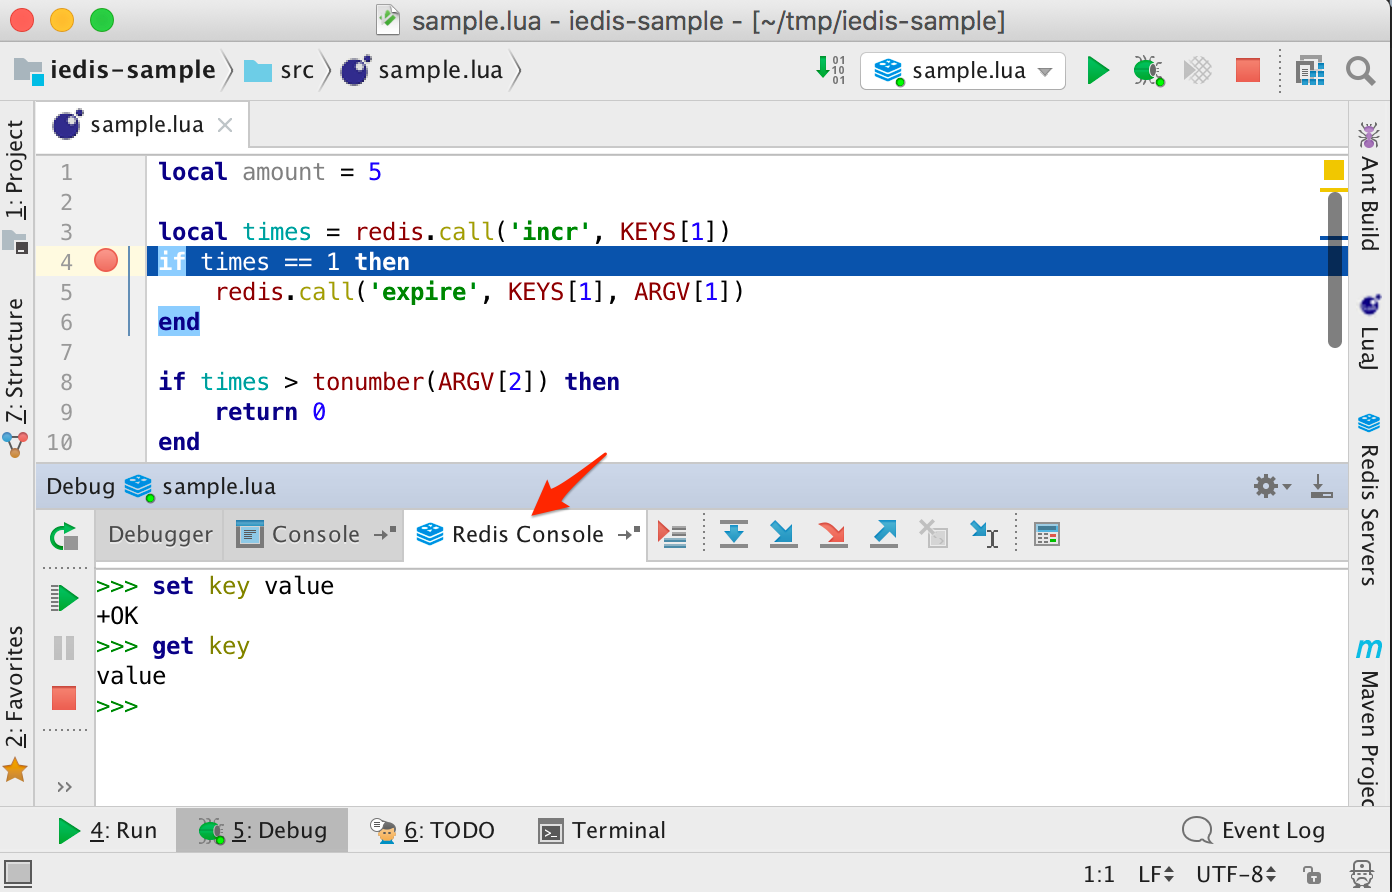 sample.lua - iedis-sample - [~/tmp/iedis-sample]
iedis-sample src sample.lua
01
10
01
sample.lua
sample.lua
1: Project
7: Structure
2: Favorites
1 local amount = 5
2
3 local times = redis.call('incr', KEYS[1])
4 if times == 1 then
5 redis.call('expire', KEYS[1], ARGV[1])
6 end
7
8 if times > tonumber(ARGV[2]) then
9 return 0
10 end
Ant Build
LuaJ
Redis Servers
m Maven Projec
Debug sample.lua
Debugger Console Redis Console
>>> set key value
+OK
>>> get key
value
>>>
4: Run 5: Debug 6: TODO Terminal Event Log
1:1 LF UTF-8